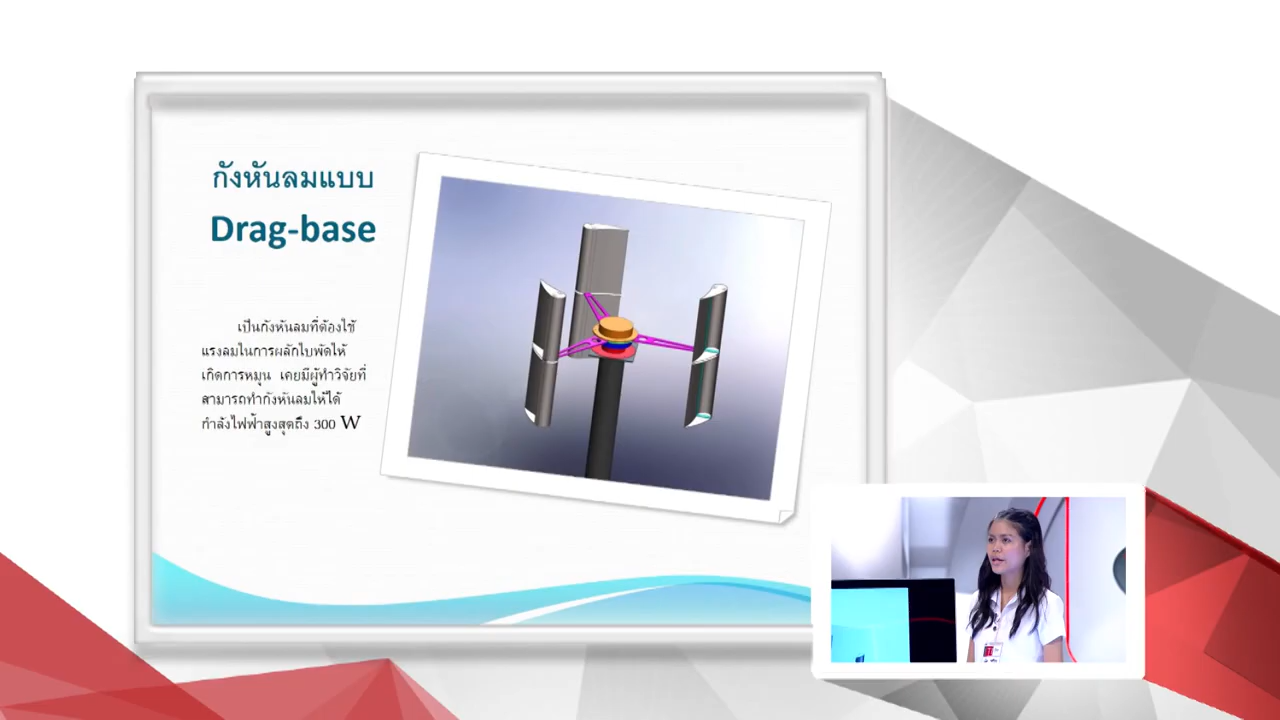 กังหันลมแบบ
Drag-base
เป็นกังหันลมที่ต้องใช้
แรงลมในการผลักใบพัดให้
เกิดการหมุน เคยมีผู้ทำวิจัยที่
สามารถทำกังหันลมให้ได้
กำลังไฟฟ้าสูงสุดถึง 300 W